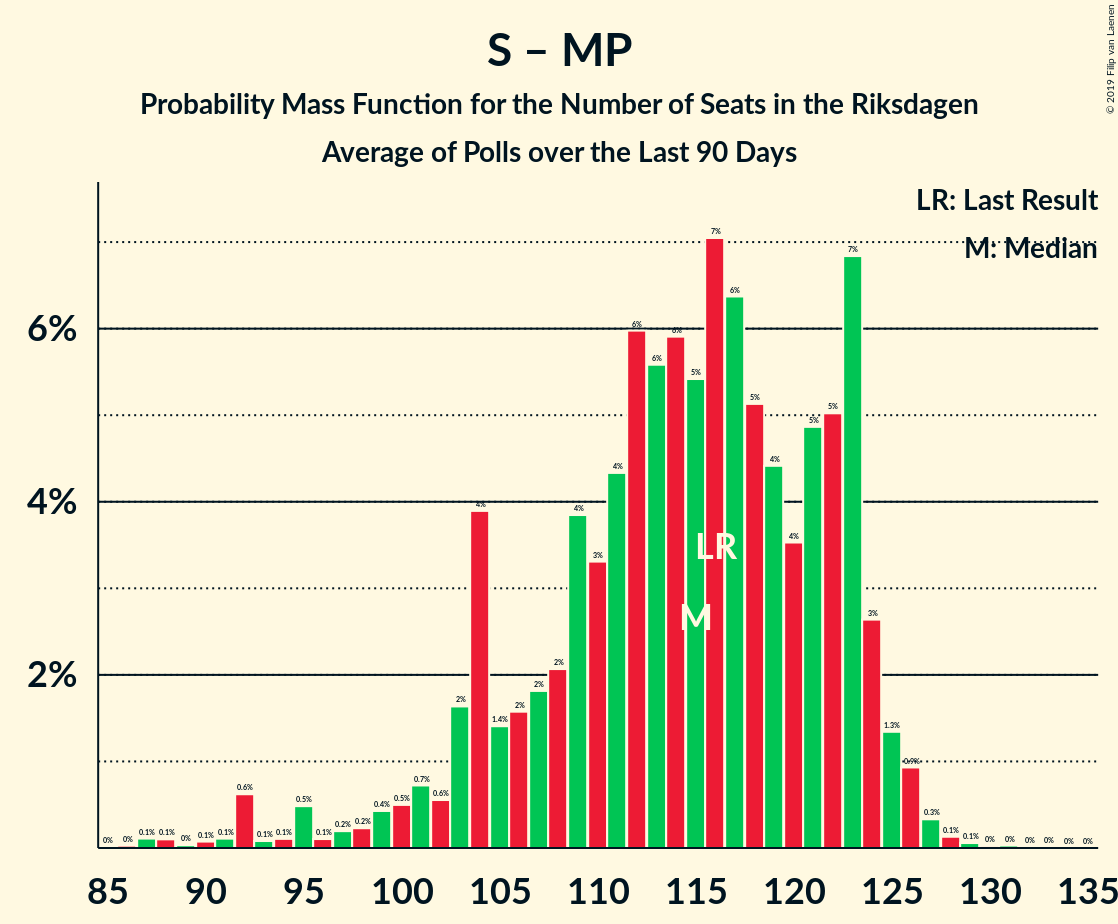 S – MP
Probability Mass Function for the Number of Seats in the Riksdagen
Average of Polls over the Last 90 Days
© 2019 Filip van Laenen
LR: Last Result
M: Median
6%
4%
2%
0% 0% 0.1% 0.1% 0% 0.1% 0.1% 0.6% 0.1% 0.1% 0.5% 0.1% 0.2% 0.2% 0.4% 0.5% 0.7% 0.6% 2% 4% 1.4% 2% 2% 2% 4% 3% 4% 6% 6% 6% 5% 7% 6% 5% 4% 4% 5% 5% 7% 3% 1.3% 0.9% 0.3% 0.1% 0.1% 0% 0% 0% 0% 0% 0%
LR
M
85 90 95 100 105 110 115 120 125 130 135